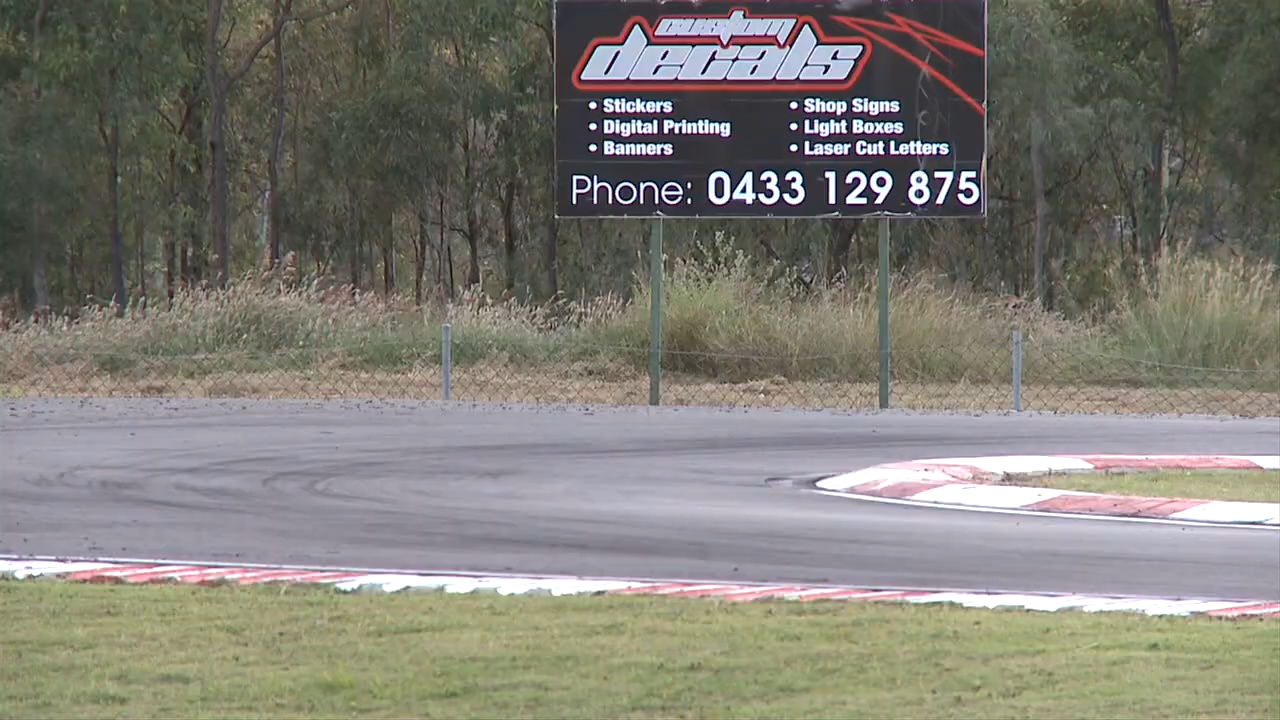 custom
decals
• Stickers
• Digital Printing
• Banners
• Shop Signs
• Light Boxes
• Laser Cut Letters
Phone: 0433 129 875